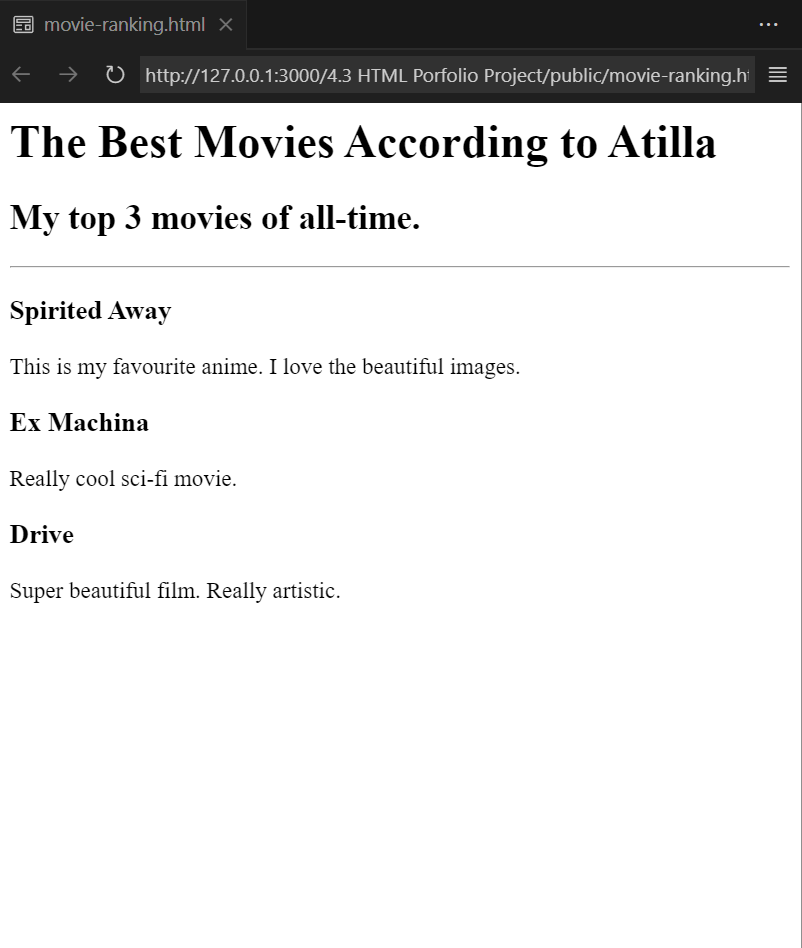 movie-ranking.html
http://127.0.0.1:3000/4.3 HTML Porfolio Project/public/movie-ranking.h
The Best Movies According to Atilla
My top 3 movies of all-time.
Spirited Away
This is my favourite anime. I love the beautiful images.
Ex Machina
Really cool sci-fi movie.
Drive
Super beautiful film. Really artistic.